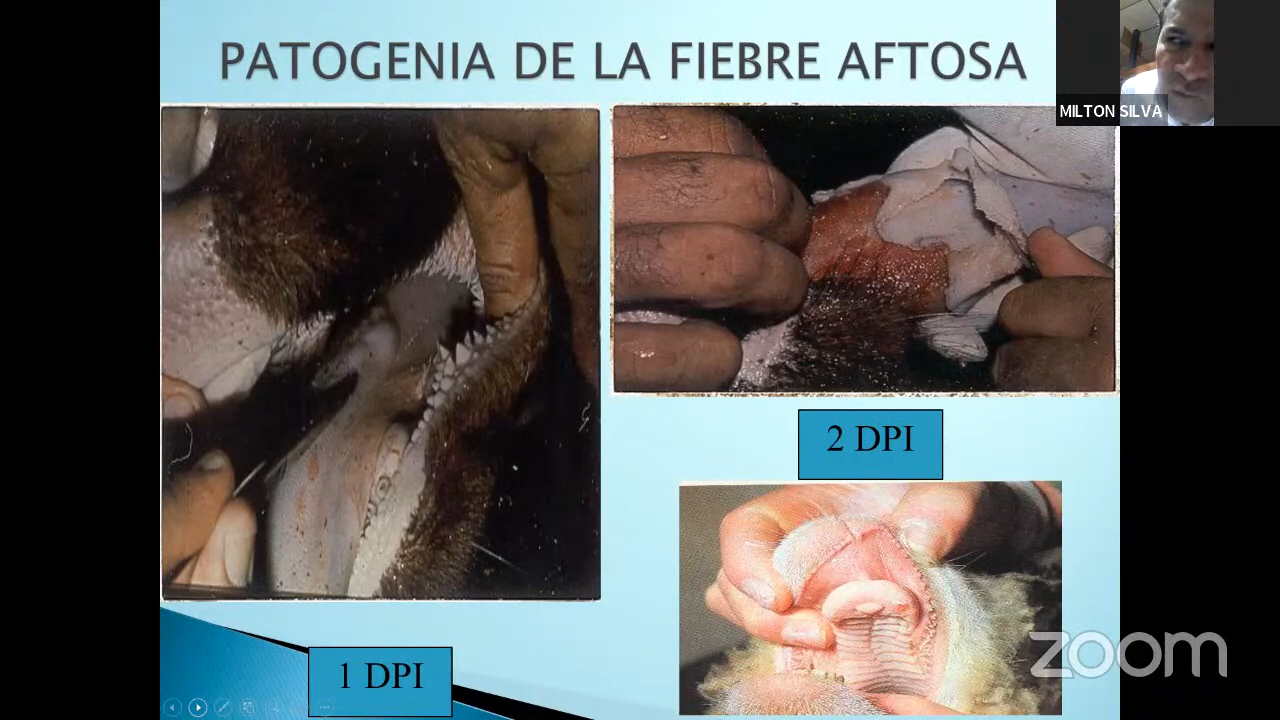 PATOGENIA DE LA FIEBRE AFTOSA
MILTON SILVA
2 DPI
1 DPI
zoom